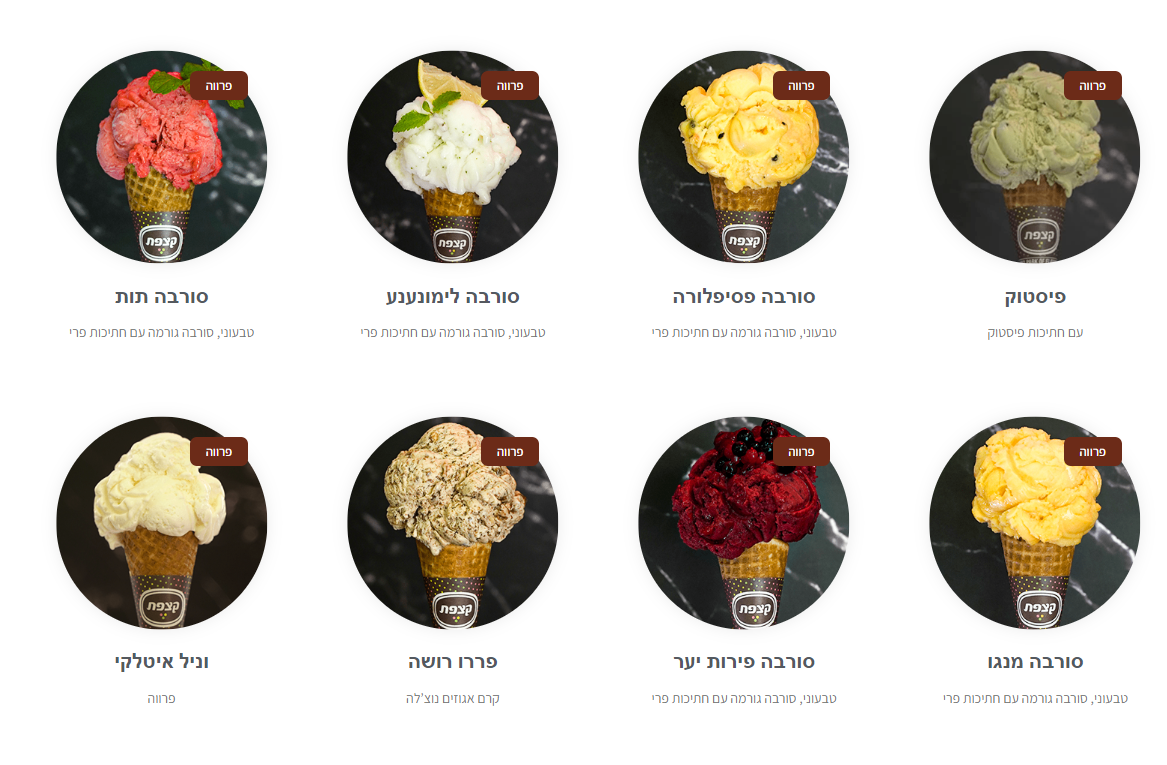 פרווה
קצפת
פיסטוק
עם חתיכות פיסטוק
פרווה
קצפת
סורבה פסיפלורה
טבעוני, סורבה גורמה עם חתיכות פרי
פרווה
קצפת
סורבה לימונענע
טבעוני, סורבה גורמה עם חתיכות פרי
פרווה
קצפת
סורבה תות
טבעוני, סורבה גורמה עם חתיכות פרי
פרווה
קצפת
סורבה מנגו
טבעוני, סורבה גורמה עם חתיכות פרי
פרווה
קצפת
סורבה פירות יער
טבעוני, סורבה גורמה עם חתיכות פרי
פרווה
קצפת
פררו רושה
קרם אגוזים נוצ'לה
פרווה
קצפת
וניל איטלקי
פרווה